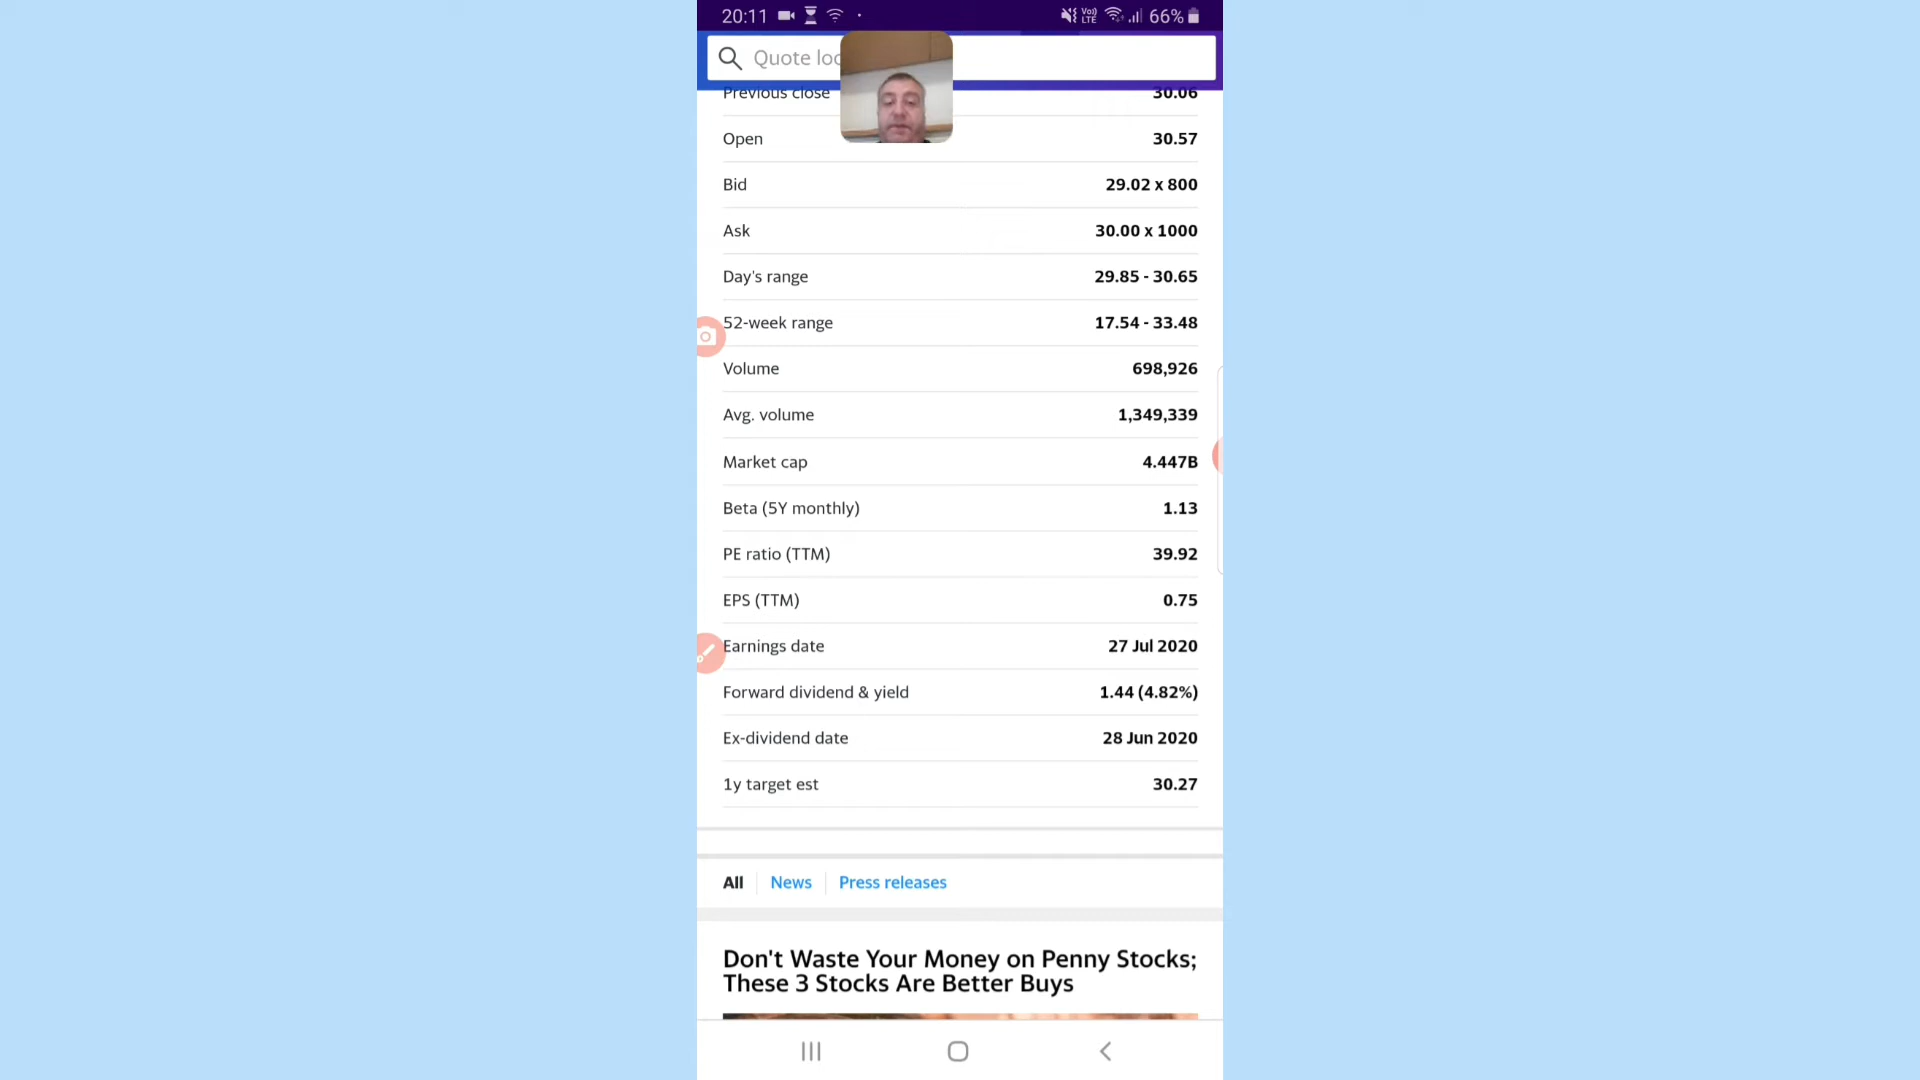 20:11
Vo)) LTE
66%
Quote loo
Previous close 30.06
Open 30.57
Bid 29.02 x 800
Ask 30.00 x 1000
Day's range 29.85 - 30.65
52-week range 17.54 - 33.48
Volume 698,926
Avg. volume 1,349,339
Market cap 4.447B
Beta (5Y monthly) 1.13
PE ratio (TTM) 39.92
EPS (TTM) 0.75
Earnings date 27 Jul 2020
Forward dividend & yield 1.44 (4.82%)
Ex-dividend date 28 Jun 2020
1y target est 30.27
All News Press releases
Don't Waste Your Money on Penny Stocks;
These 3 Stocks Are Better Buys